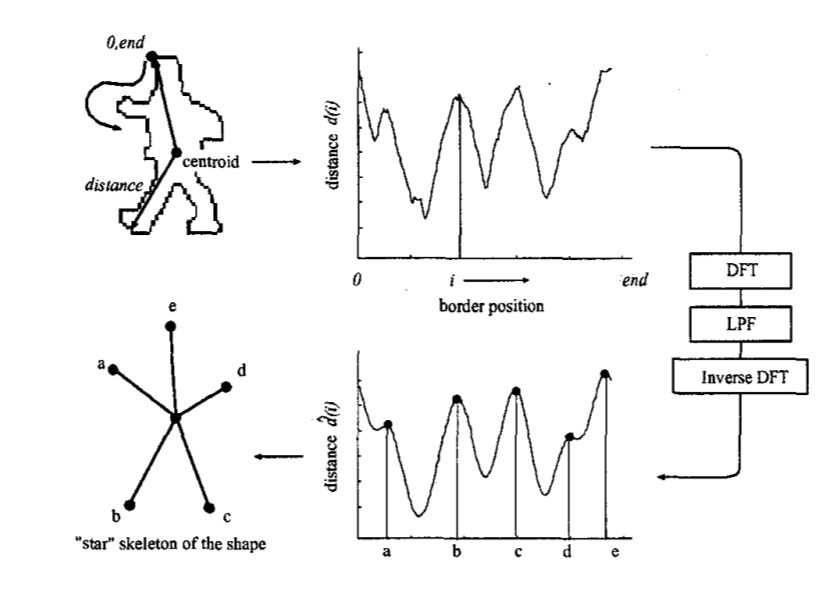 0,end
centroid
distance
distance d(i)
0
i
end
border position
DFT
LPF
Inverse DFT
distance d̂(i)
a
b
c
d
e
e
a
d
b
c
"star" skeleton of the shape